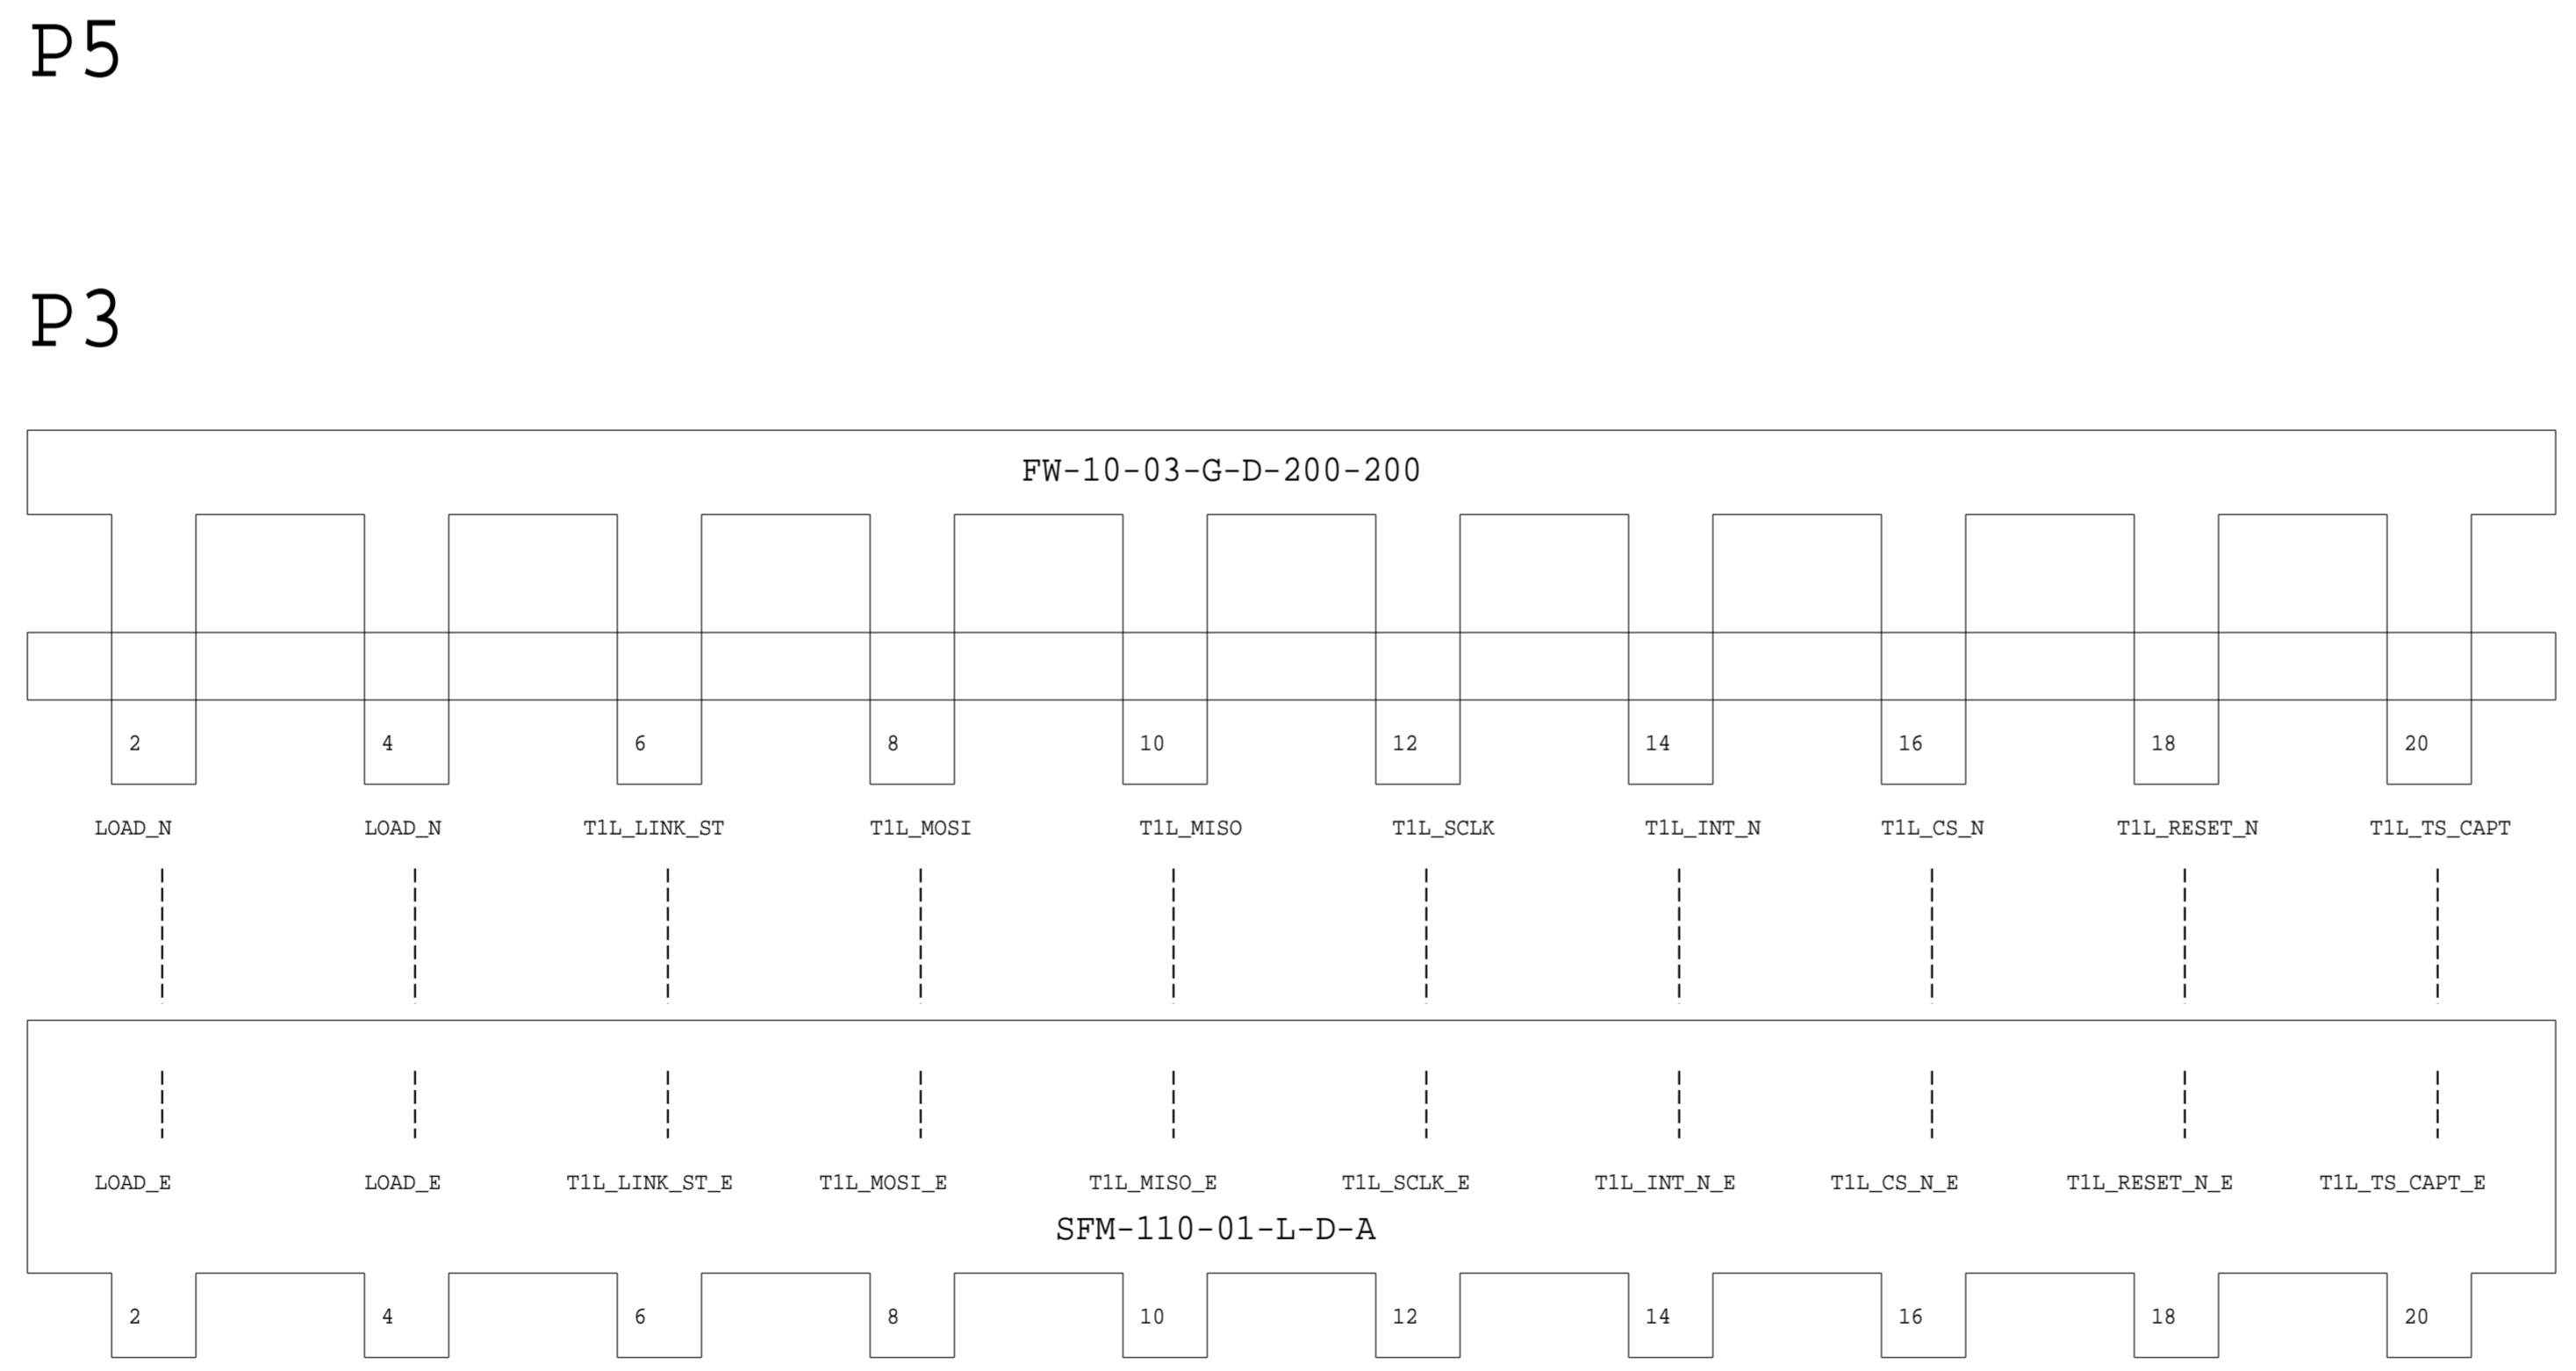 P5
P3
FW-10-03-G-D-200-200
2 4 6 8 10 12 14 16 18 20
LOAD_N LOAD_N T1L_LINK_ST T1L_MOSI T1L_MISO T1L_SCLK T1L_INT_N T1L_CS_N T1L_RESET_N T1L_TS_CAPT
LOAD_E LOAD_E T1L_LINK_ST_E T1L_MOSI_E T1L_MISO_E T1L_SCLK_E T1L_INT_N_E T1L_CS_N_E T1L_RESET_N_E T1L_TS_CAPT_E
SFM-110-01-L-D-A
2 4 6 8 10 12 14 16 18 20